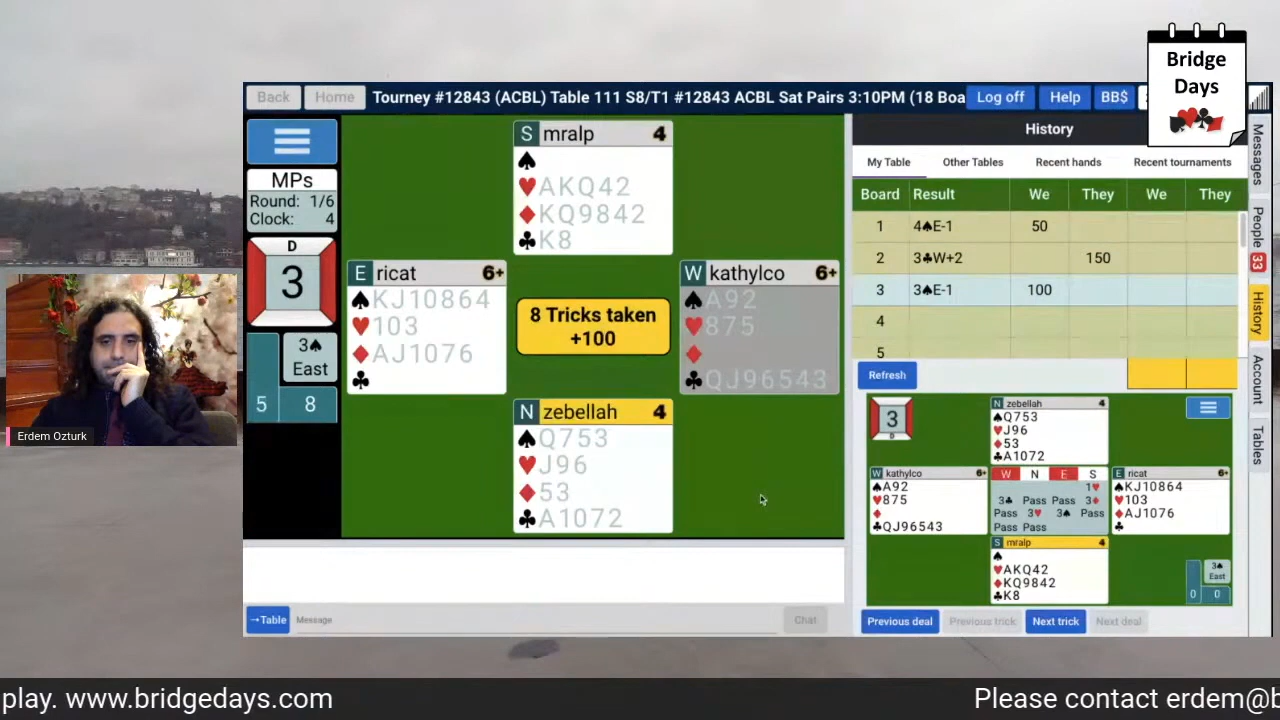 Bridge
Days
Back
Home
Tourney #12843 (ACBL) Table 111 S8/T1 #12843 ACBL Sat Pairs 3:10PM (18 Boa
Log off
Help
BB$
MPs
Round: 1/6
Clock: 4
D
3
3♠
East
5
8
S mralp 4
♠
♥AKQ42
♦KQ9842
♣K8
E ricat 6+
♠KJ10864
♥103
♦AJ1076
♣
8 Tricks taken
+100
W kathylco 6+
♠A92
♥875
♦
♣QJ96543
N zebellah 4
♠Q753
♥J96
♦53
♣A1072
→Table
Message
Chat
History
My Table
Other Tables
Recent hands
Recent tournaments
Board Result We They We They
1 4♠E-1 50
2 3♣W+2 150
3 3♠E-1 100
4
5
Refresh
3
D
N zebellah 4
♠Q753
♥J96
♦53
♣A1072
W kathylco 6+
♠A92
♥875
♦
♣QJ96543
W N E S
1♥
3♣ Pass Pass 3♦
Pass 3♥ 3♠ Pass
Pass Pass
E ricat 6+
♠KJ10864
♥103
♦AJ1076
♣
S mralp 4
♠
♥AKQ42
♦KQ9842
♣K8
3♠
East
0
0
Previous deal
Previous trick
Next trick
Next deal
Messages
People
33
History
Account
Tables
Erdem Ozturk
play. www.bridgedays.com
Please contact erdem@b